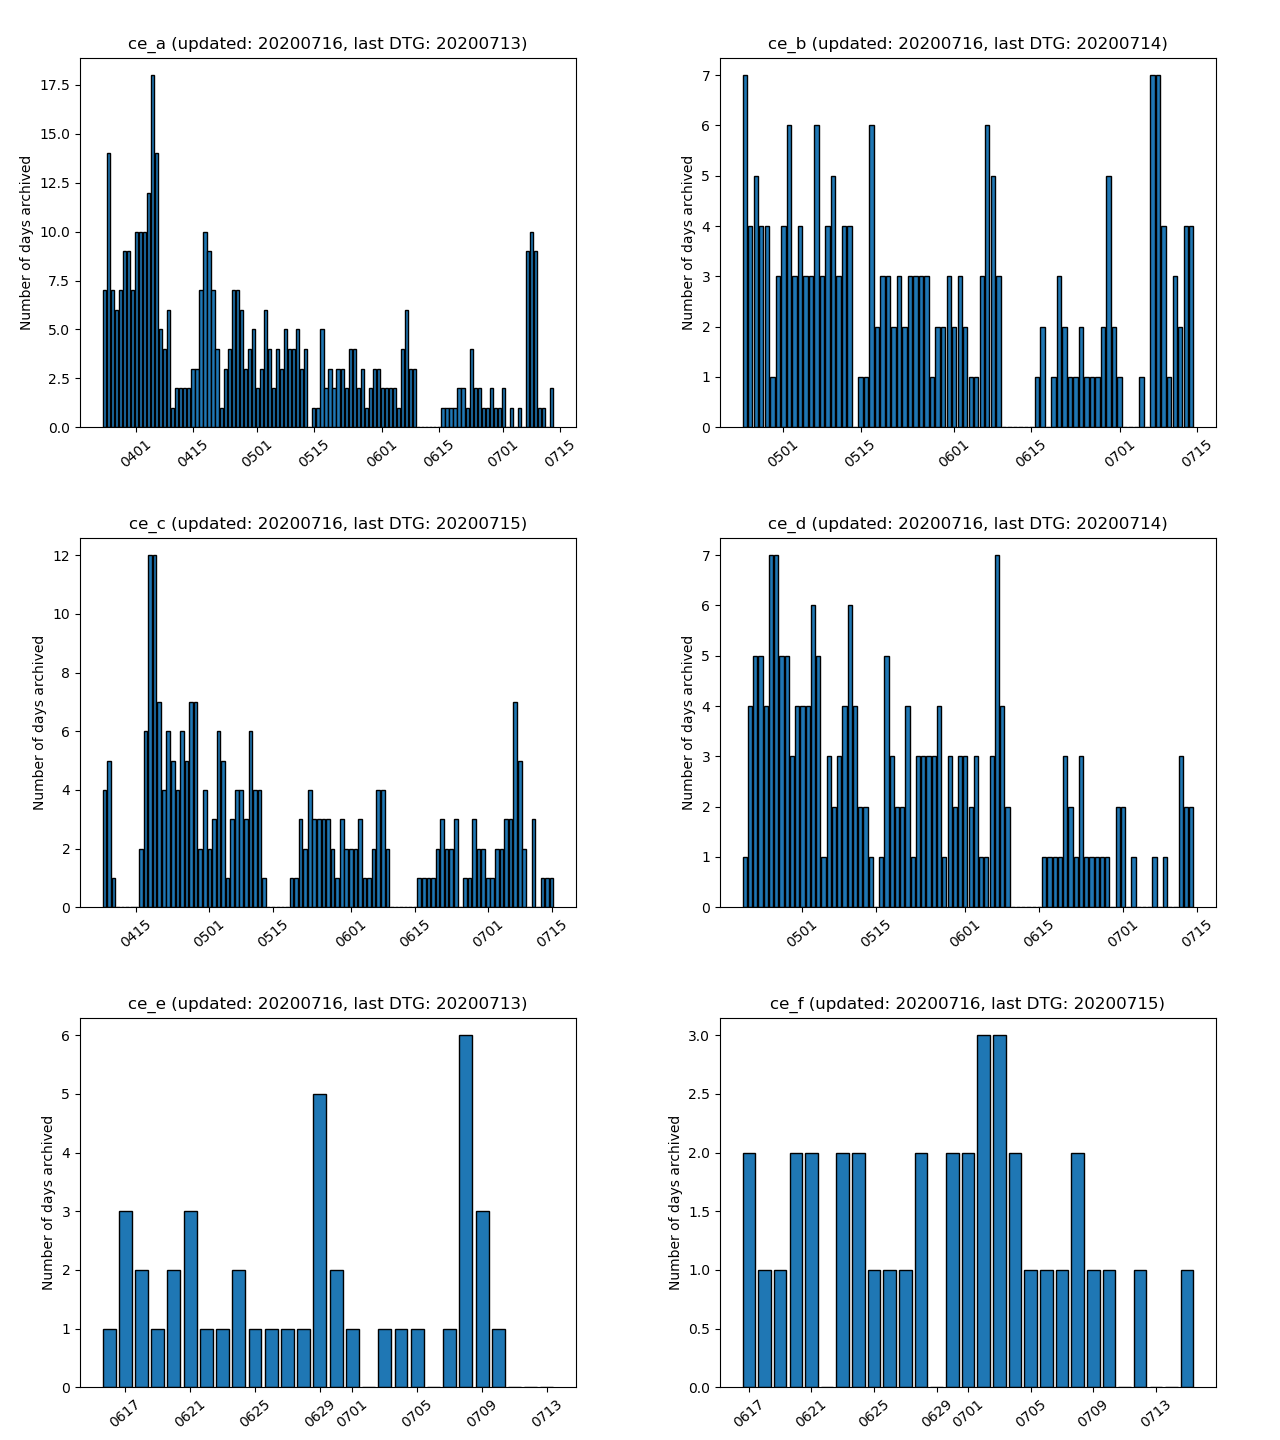 ce_a (updated: 20200716, last DTG: 20200713)
Number of days archived
17.5
15.0
12.5
10.0
7.5
5.0
2.5
0.0
0401 0415 0501 0515 0601 0615 0701 0715
ce_b (updated: 20200716, last DTG: 20200714)
Number of days archived
7
6
5
4
3
2
1
0
0501 0515 0601 0615 0701 0715
ce_c (updated: 20200716, last DTG: 20200715)
Number of days archived
12
10
8
6
4
2
0
0415 0501 0515 0601 0615 0701 0715
ce_d (updated: 20200716, last DTG: 20200714)
Number of days archived
7
6
5
4
3
2
1
0
0501 0515 0601 0615 0701 0715
ce_e (updated: 20200716, last DTG: 20200713)
Number of days archived
6
5
4
3
2
1
0
0617 0621 0625 0629 0701 0705 0709 0713
ce_f (updated: 20200716, last DTG: 20200715)
Number of days archived
3.0
2.5
2.0
1.5
1.0
0.5
0.0
0617 0621 0625 0629 0701 0705 0709 0713